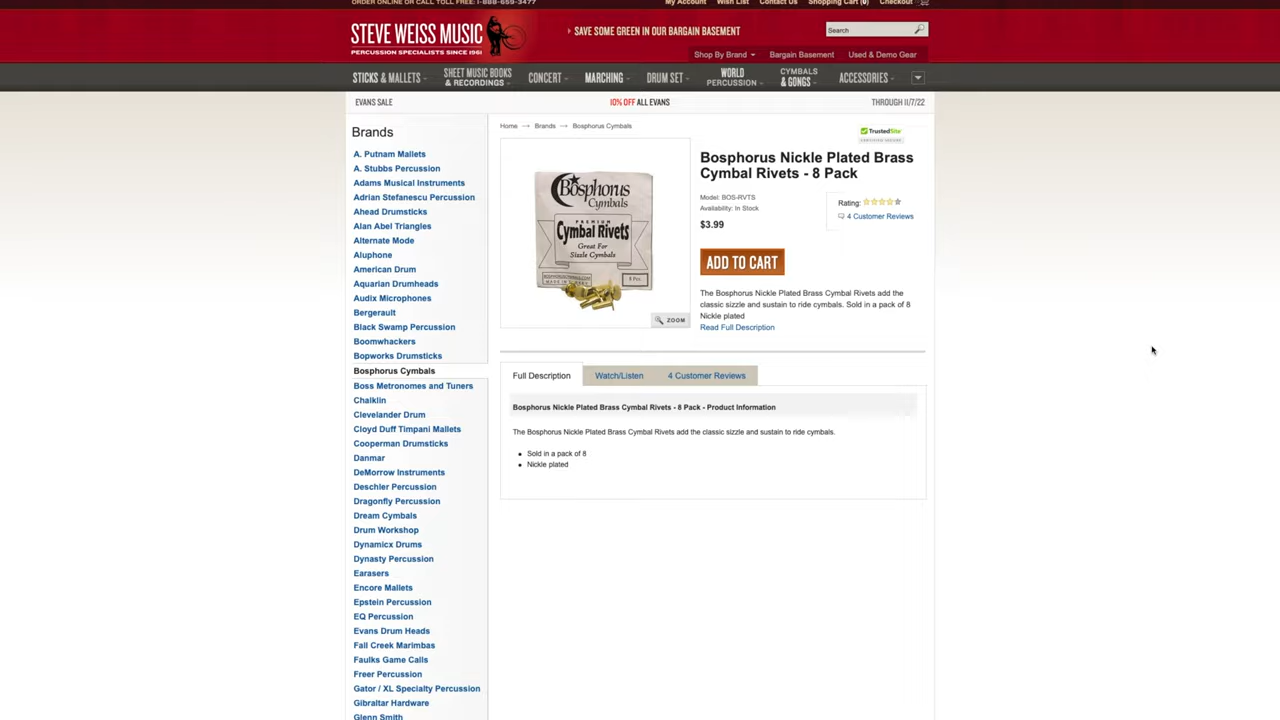 ORDER ONLINE OR CALL TOLL FREE: 1-888-659-3477
My Account Wish List Contact Us Shopping Cart (0) Checkout
STEVE WEISS MUSIC
PERCUSSION SPECIALISTS SINCE 1961
SAVE SOME GREEN IN OUR BARGAIN BASEMENT
Search
Shop By Brand Bargain Basement Used & Demo Gear
STICKS & MALLETS
SHEET MUSIC BOOKS
& RECORDINGS
CONCERT
MARCHING
DRUM SET
WORLD
PERCUSSION
CYMBALS
& GONGS
ACCESSORIES
EVANS SALE
10% OFF ALL EVANS
THROUGH 11/7/22
Brands
A. Putnam Mallets
A. Stubbs Percussion
Adams Musical Instruments
Adrian Stefanescu Percussion
Ahead Drumsticks
Alan Abel Triangles
Alternate Mode
Aluphone
American Drum
Aquarian Drumheads
Audix Microphones
Bergerault
Black Swamp Percussion
Boomwhackers
Bopworks Drumsticks
Bosphorus Cymbals
Boss Metronomes and Tuners
Chalklin
Clevelander Drum
Cloyd Duff Timpani Mallets
Cooperman Drumsticks
Danmar
DeMorrow Instruments
Deschler Percussion
Dragonfly Percussion
Dream Cymbals
Drum Workshop
Dynamicx Drums
Dynasty Percussion
Earasers
Encore Mallets
Epstein Percussion
EQ Percussion
Evans Drum Heads
Fall Creek Marimbas
Faulks Game Calls
Freer Percussion
Gator / XL Specialty Percussion
Gibraltar Hardware
Glenn Smith
Home → Brands → Bosphorus Cymbals
TrustedSite
Bosphorus Cymbals
PREMIUM
Cymbal Rivets
Great For
Sizzle Cymbals
8 Pcs.
ZOOM
Bosphorus Nickle Plated Brass
Cymbal Rivets - 8 Pack
Model: BOS-RVTS
Availability: In Stock
$3.99
Rating:
4 Customer Reviews
ADD TO CART
The Bosphorus Nickle Plated Brass Cymbal Rivets add the
classic sizzle and sustain to ride cymbals. Sold in a pack of 8
Nickle plated
Read Full Description
Full Description Watch/Listen 4 Customer Reviews
Bosphorus Nickle Plated Brass Cymbal Rivets - 8 Pack - Product Information
The Bosphorus Nickle Plated Brass Cymbal Rivets add the classic sizzle and sustain to ride cymbals.
Sold in a pack of 8
Nickle plated